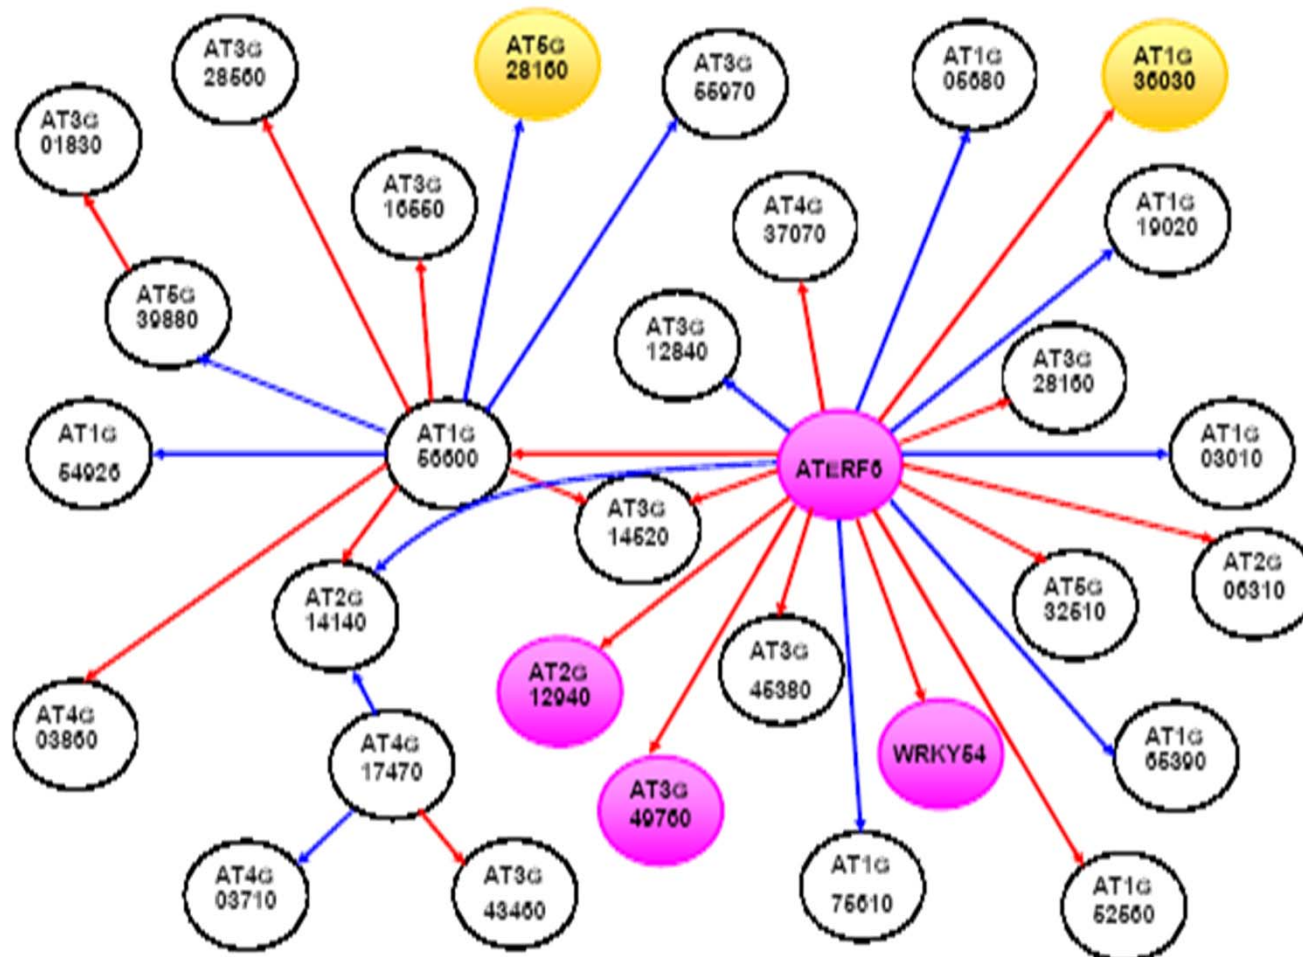 AT3G
28560
AT5G
28160
AT3G
55970
AT1G
05680
AT1G
36030
AT3G
01830
AT3G
16550
AT4G
37070
AT1G
19020
AT5G
39880
AT3G
12840
AT3G
28160
AT1G
54926
AT1G
56600
ATERF6
AT1G
03010
AT3G
14520
AT2G
14140
AT5G
32510
AT2G
06310
AT2G
12940
AT3G
45380
AT4G
03860
AT4G
17470
AT3G
49760
WRKY54
AT1G
65390
AT4G
03710
AT3G
43460
AT1G
75610
AT1G
52560